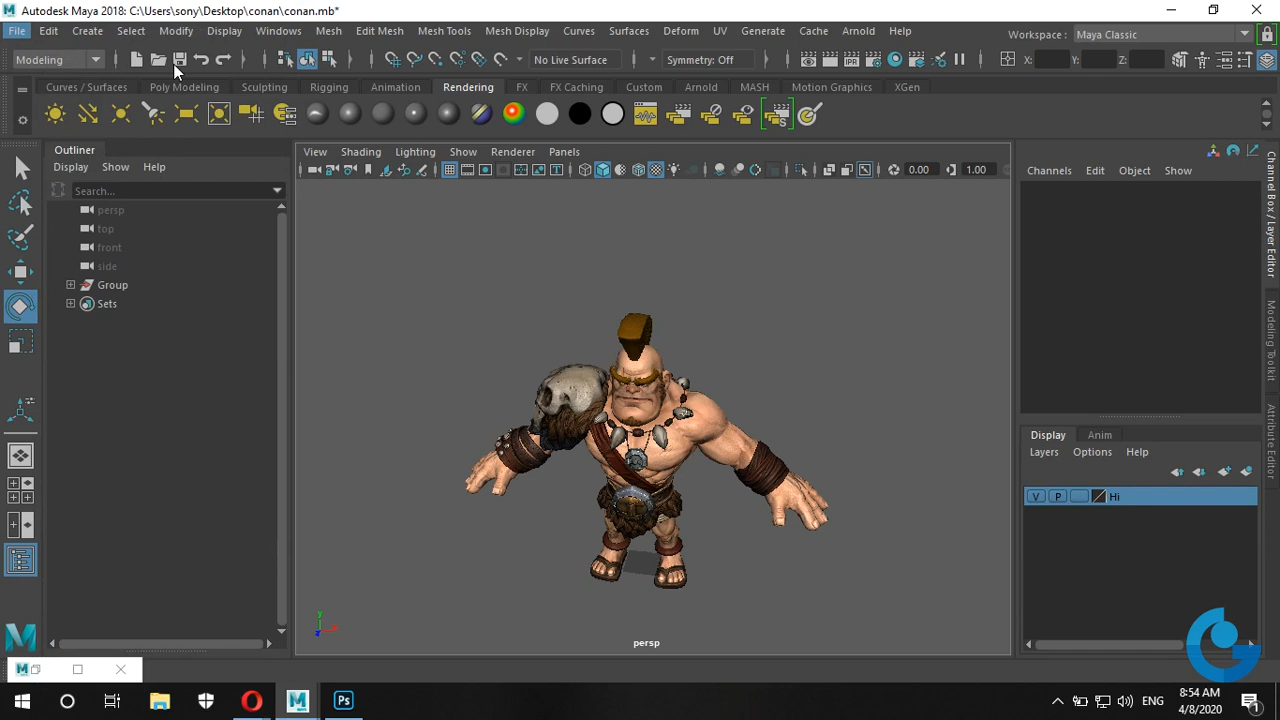 Autodesk Maya 2018: C:\Users\sony\Desktop\conan\conan.mb*
File Edit Create Select Modify Display Windows Mesh Edit Mesh Mesh Tools Mesh Display Curves Surfaces Deform UV Generate Cache Arnold Help
Workspace : Maya Classic
Modeling No Live Surface Symmetry: Off IPR X: Y: Z:
Curves / Surfaces Poly Modeling Sculpting Rigging Animation Rendering FX FX Caching Custom Arnold MASH Motion Graphics XGen
Outliner
Display Show Help
Search...
persp
top
front
side
Group
Sets
View Shading Lighting Show Renderer Panels
0.00 1.00
persp
Channels Edit Object Show
Channel Box / Layer Editor
Modeling Toolkit
Attribute Editor
Display Anim
Layers Options Help
V P Hi
Ps
ENG
8:54 AM
4/8/2020
1